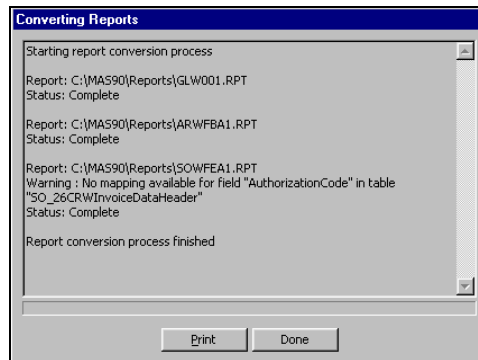 Converting Reports
Starting report conversion process
Report: C:\MAS90\Reports\GLW001.RPT
Status: Complete
Report: C:\MAS90\Reports\ARWFBA1.RPT
Status: Complete
Report: C:\MAS90\Reports\SOWFEA1.RPT
Warning : No mapping available for field "AuthorizationCode" in table
"SO_26CRWInvoiceDataHeader"
Status: Complete
Report conversion process finished
Print Done